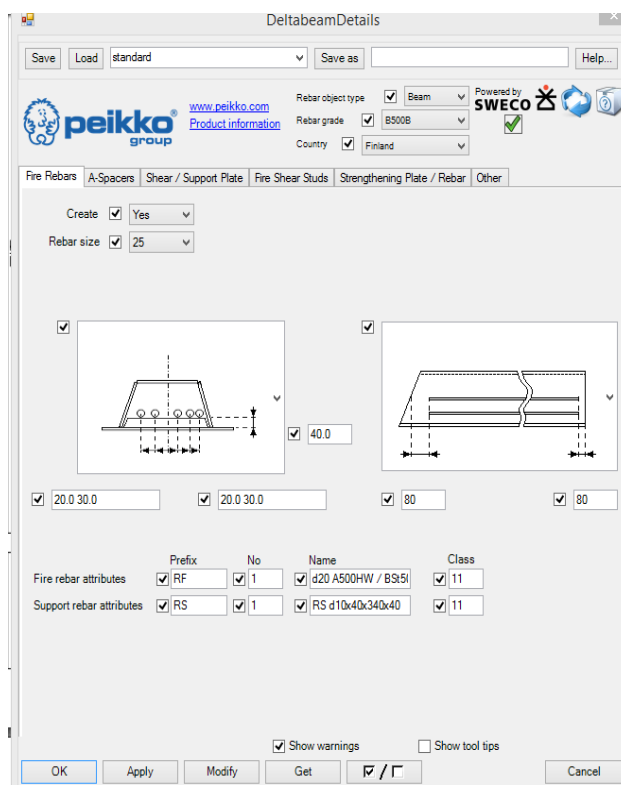 DeltabeamDetails
Save Load standard Save as Help...
peikko group
www.peikko.com
Product information
Rebar object type Beam
Rebar grade B500B
Country Finland
Powered by
SWECO
Fire Rebars A-Spacers Shear / Support Plate Fire Shear Studs Strengthening Plate / Rebar Other
Create Yes
Rebar size 25
40.0
20.0 30.0 20.0 30.0 80 80
Prefix No Name Class
Fire rebar attributes RF 1 d20 A500HW / BSt5( 11
Support rebar attributes RS 1 RS d10x40x340x40 11
Show warnings Show tool tips
OK Apply Modify Get / Cancel